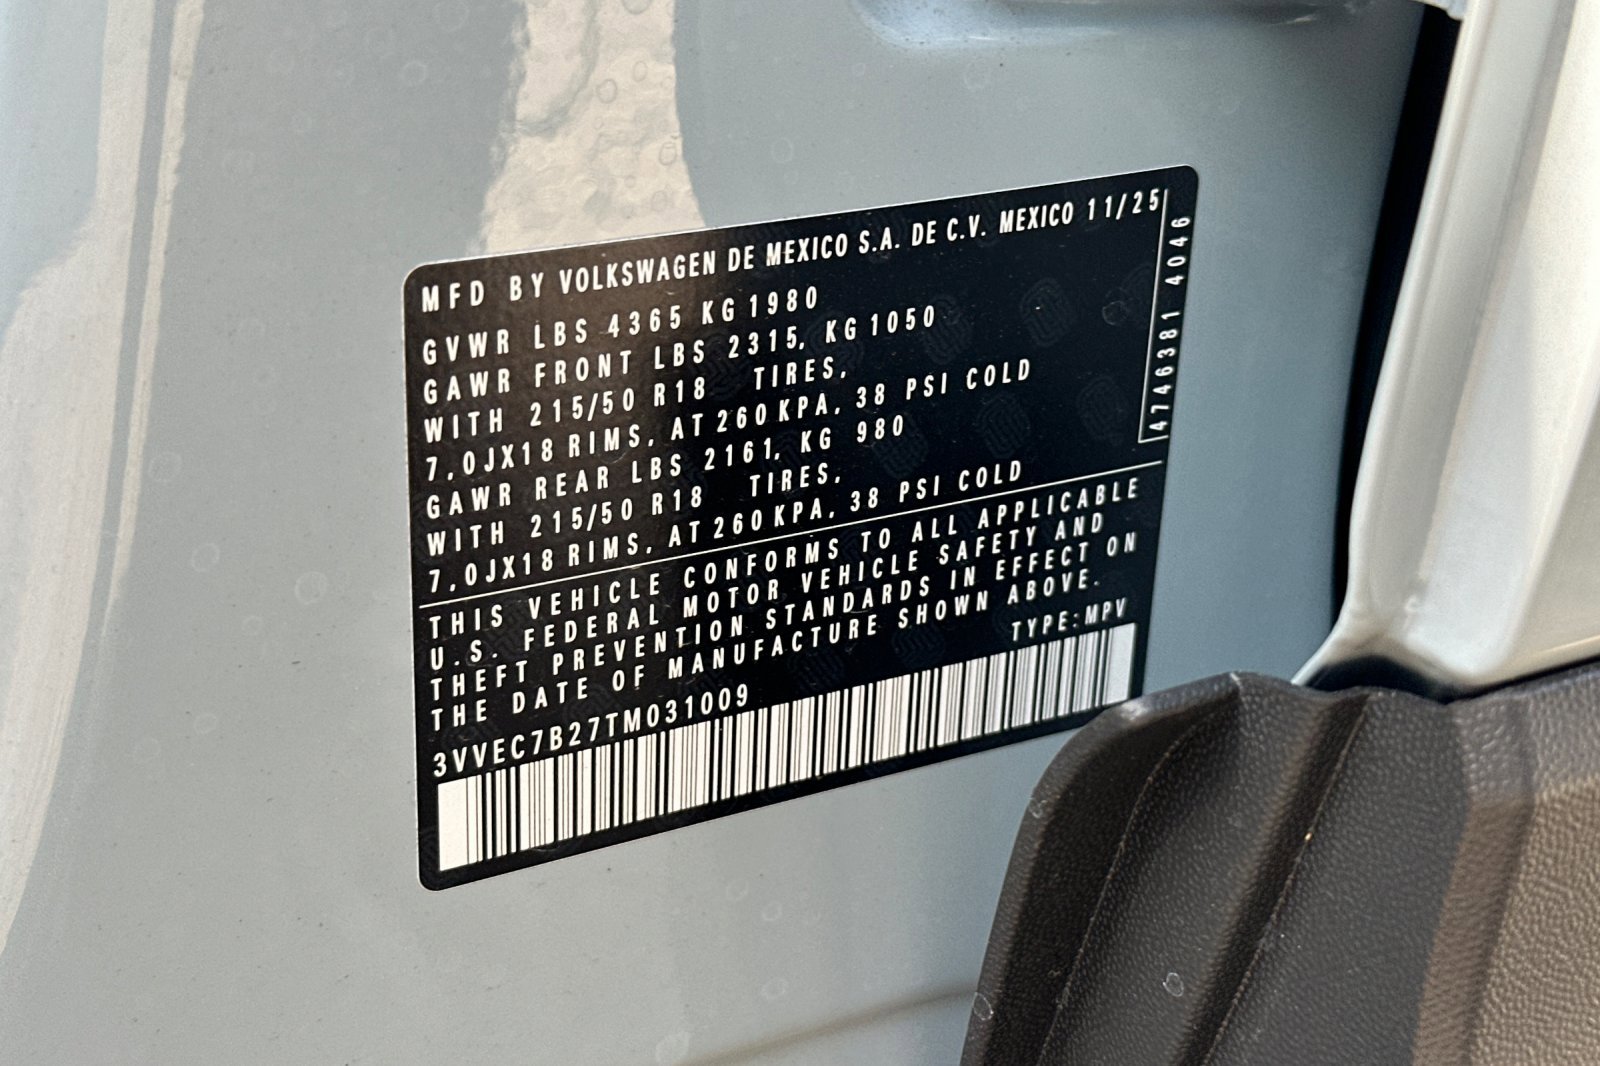 MFD BY VOLKSWAGEN DE MEXICO S.A. DE C.V. MEXICO 11/25
GVWR LBS 4365 KG 1980
GAWR FRONT LBS 2315, KG 1050
WITH 215/50 R18 TIRES,
7,0JX18 RIMS, AT 260 KPA, 38 PSI COLD
GAWR REAR LBS 2161, KG 980
WITH 215/50 R18 TIRES,
7,0JX18 RIMS, AT 260 KPA, 38 PSI COLD
4746381 4046
THIS VEHICLE CONFORMS TO ALL APPLICABLE
U.S. FEDERAL MOTOR VEHICLE SAFETY AND
THEFT PREVENTION STANDARDS IN EFFECT ON
THE DATE OF MANUFACTURE SHOWN ABOVE.
TYPE:MPV
3VVEC7B27TM031009